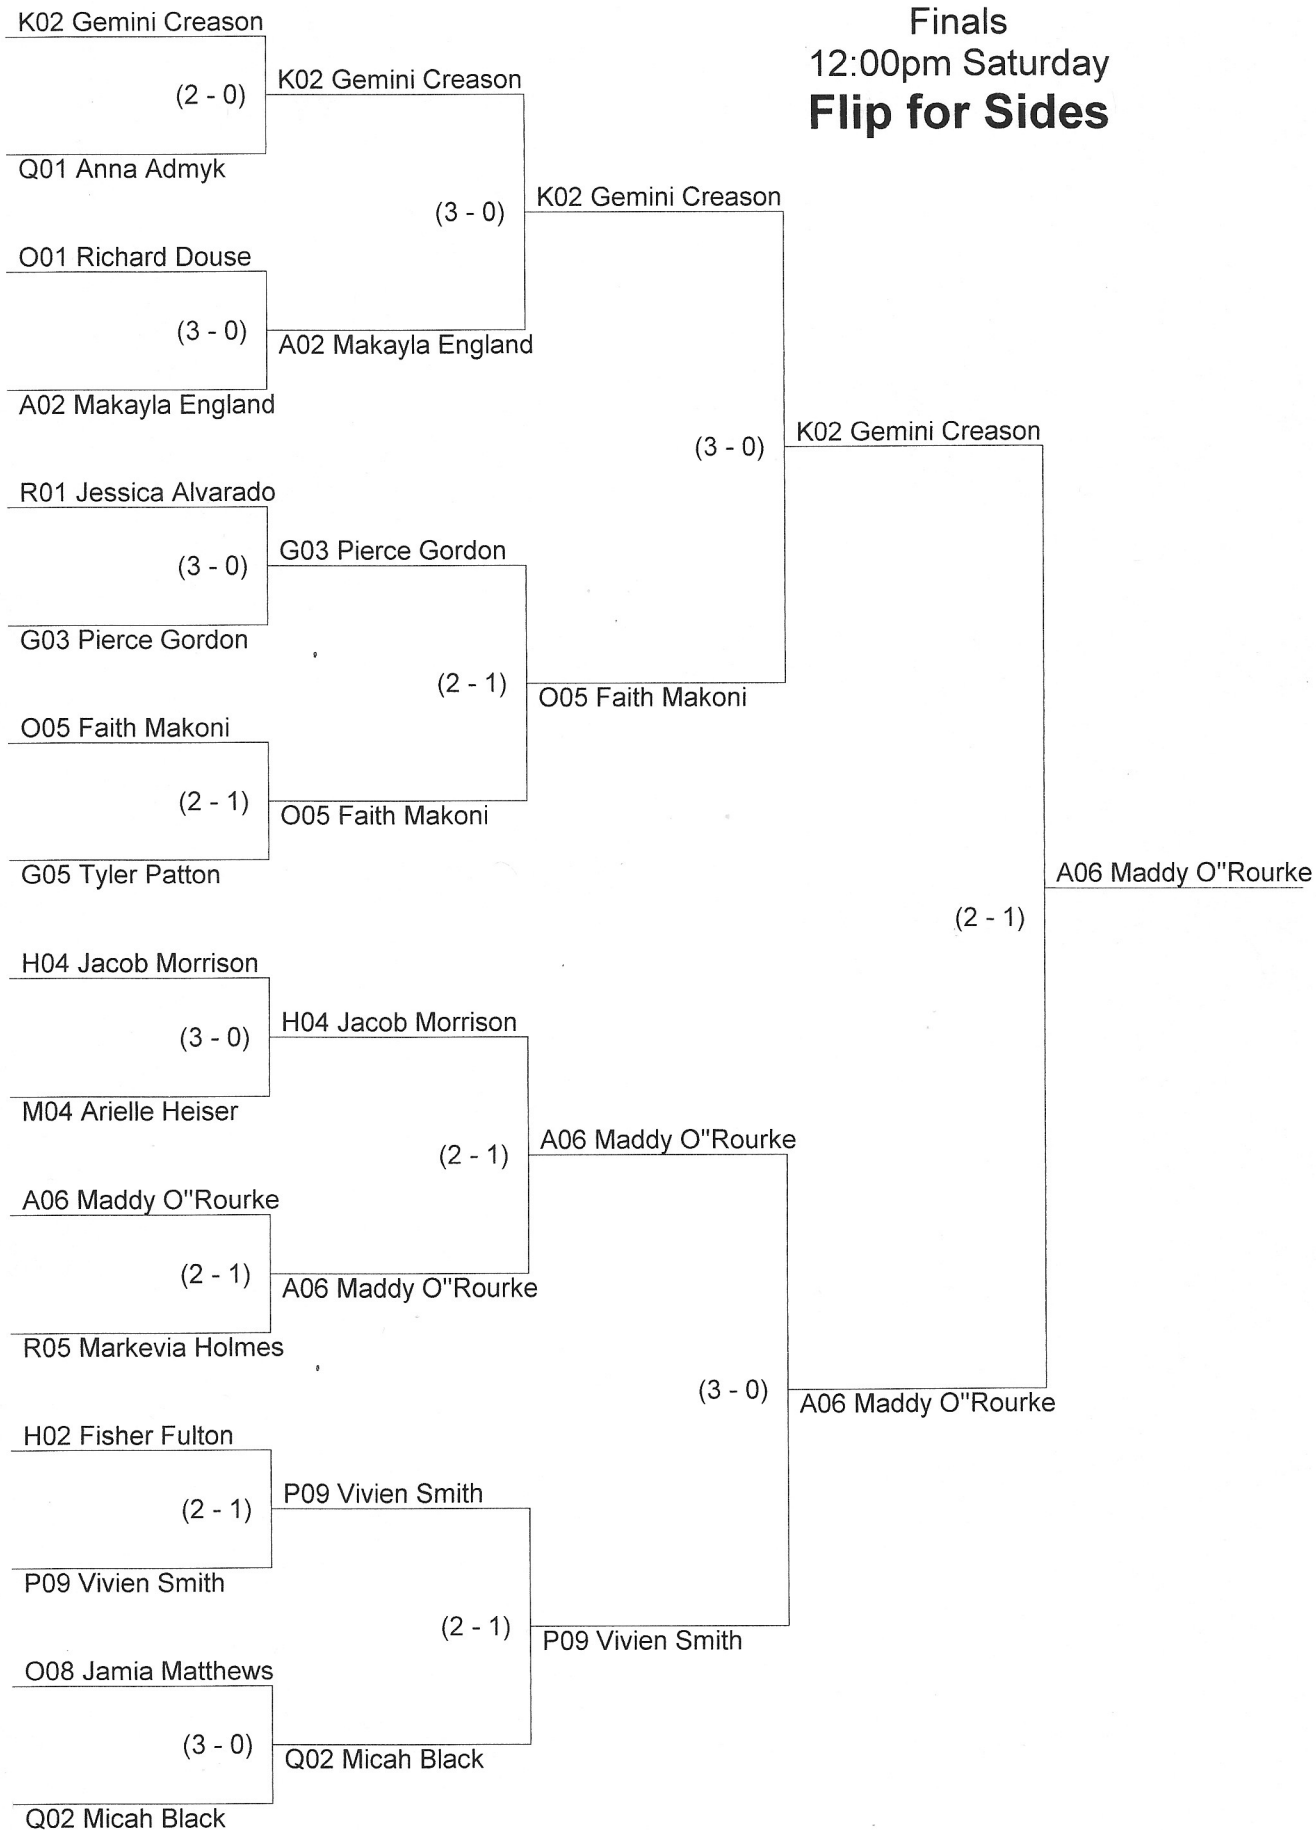 Finals
12:00pm Saturday
Flip for Sides
K02 Gemini Creason
(2 - 0)
Q01 Anna Admyk
O01 Richard Douse
(3 - 0)
A02 Makayla England
R01 Jessica Alvarado
(3 - 0)
G03 Pierce Gordon
O05 Faith Makoni
(2 - 1)
G05 Tyler Patton
H04 Jacob Morrison
(3 - 0)
M04 Arielle Heiser
A06 Maddy O"Rourke
(2 - 1)
R05 Markevia Holmes
H02 Fisher Fulton
(2 - 1)
P09 Vivien Smith
O08 Jamia Matthews
(3 - 0)
Q02 Micah Black
K02 Gemini Creason
(3 - 0)
A02 Makayla England
G03 Pierce Gordon
(2 - 1)
O05 Faith Makoni
H04 Jacob Morrison
(2 - 1)
A06 Maddy O"Rourke
P09 Vivien Smith
(2 - 1)
Q02 Micah Black
K02 Gemini Creason
(3 - 0)
O05 Faith Makoni
A06 Maddy O"Rourke
(3 - 0)
P09 Vivien Smith
K02 Gemini Creason
(2 - 1)
A06 Maddy O"Rourke
A06 Maddy O"Rourke